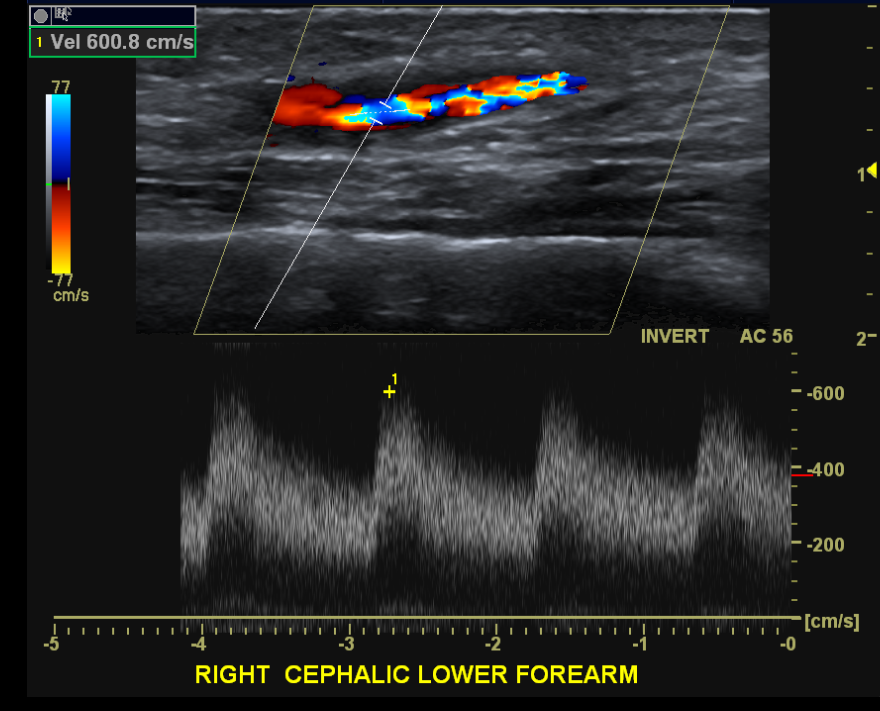 1 Vel 600.8 cm/s
77
-77
cm/s
1
2
INVERT AC 56
1
-600
-400
-200
[cm/s]
-5 -4 -3 -2 -1 -0
RIGHT CEPHALIC LOWER FOREARM